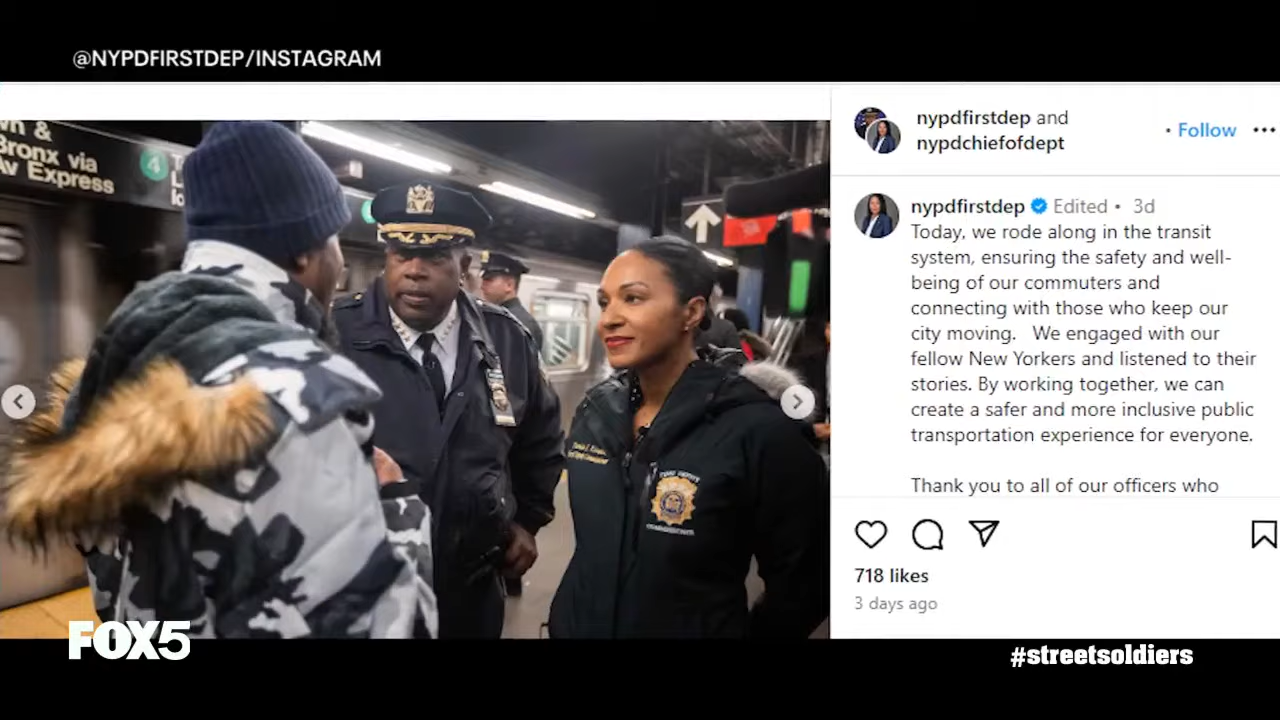 @NYPDFIRSTDEP/INSTAGRAM
wn &
Bronx via
Av Express
4
5
nypdfirstdep and
nypdchiefofdept
• Follow
nypdfirstdep Edited • 3d
Today, we rode along in the transit
system, ensuring the safety and well-
being of our commuters and
connecting with those who keep our
city moving. We engaged with our
fellow New Yorkers and listened to their
stories. By working together, we can
create a safer and more inclusive public
transportation experience for everyone.
Thank you to all of our officers who
718 likes
3 days ago
FOX5
#streetsoldiers